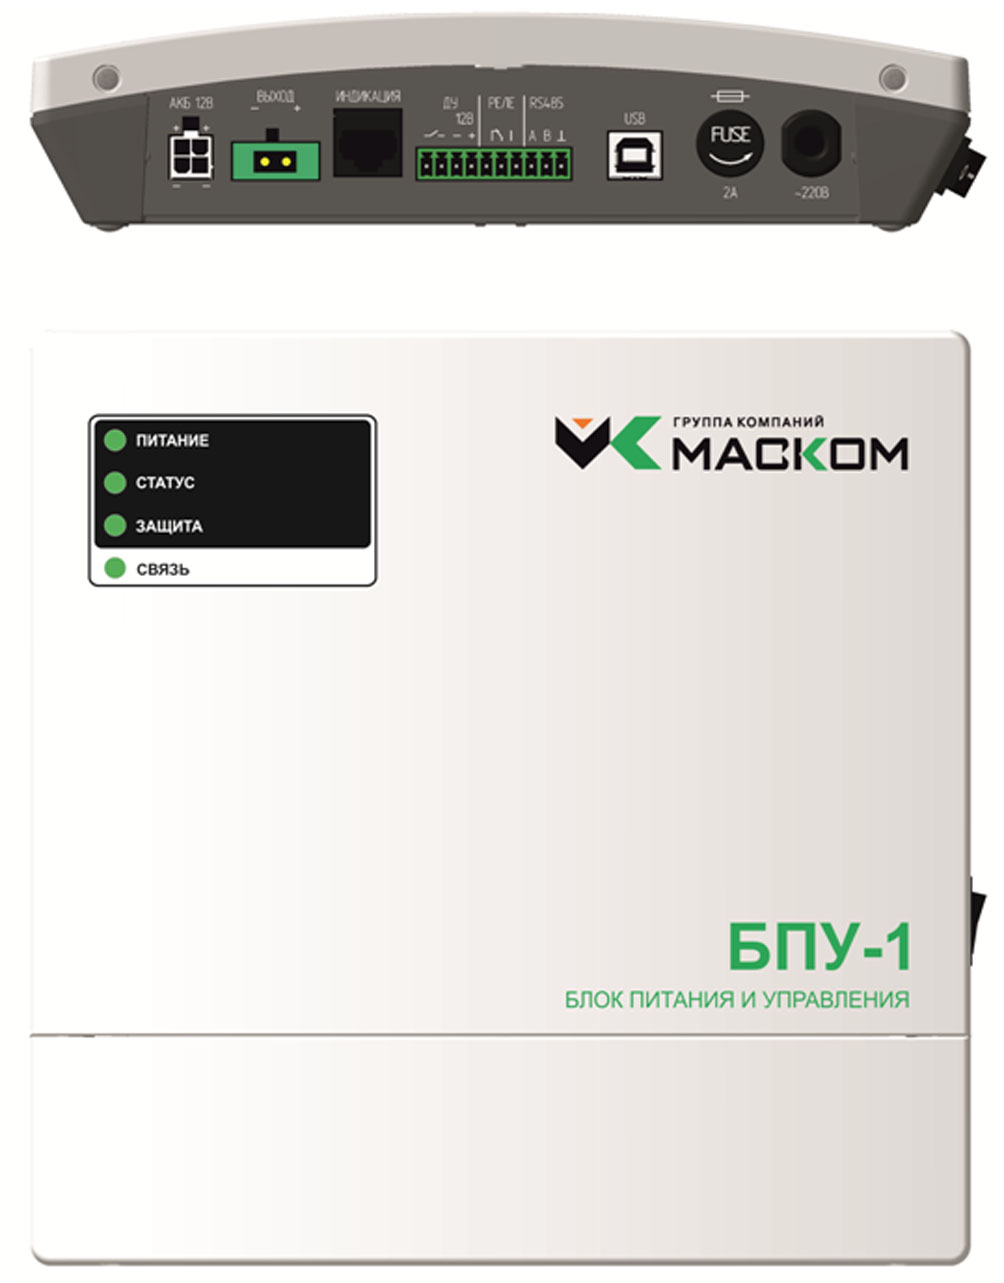 АКБ 12В
ВЫХОД
− +
ИНДИКАЦИЯ
ДУ
12В
− − +
РЕЛЕ
RS485
A B ⊥
USB
FUSE
2А
~220В
+ +
− −
ПИТАНИЕ
СТАТУС
ЗАЩИТА
СВЯЗЬ
ГРУППА КОМПАНИЙ
МАСКОМ
БПУ-1
БЛОК ПИТАНИЯ И УПРАВЛЕНИЯ